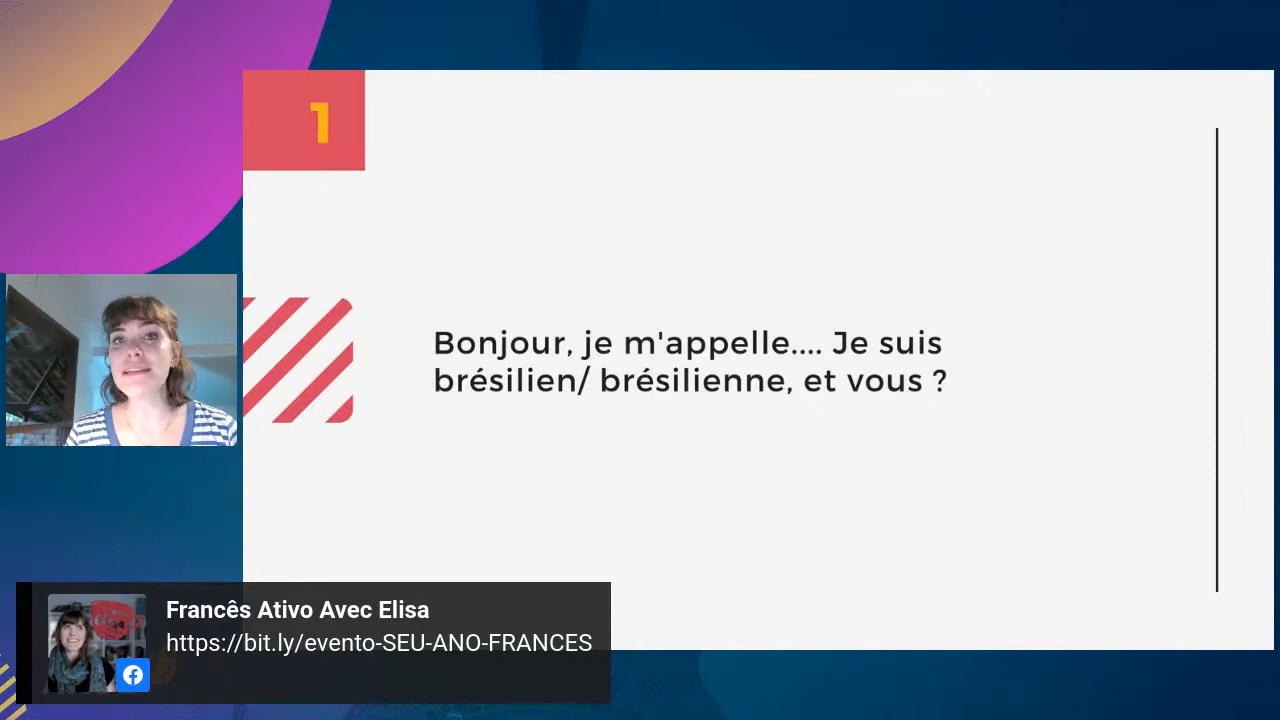 1
Bonjour, je m'appelle.... Je suis
brésilien/ brésilienne, et vous ?
Francês Ativo Avec Elisa
https://bit.ly/evento-SEU-ANO-FRANCES